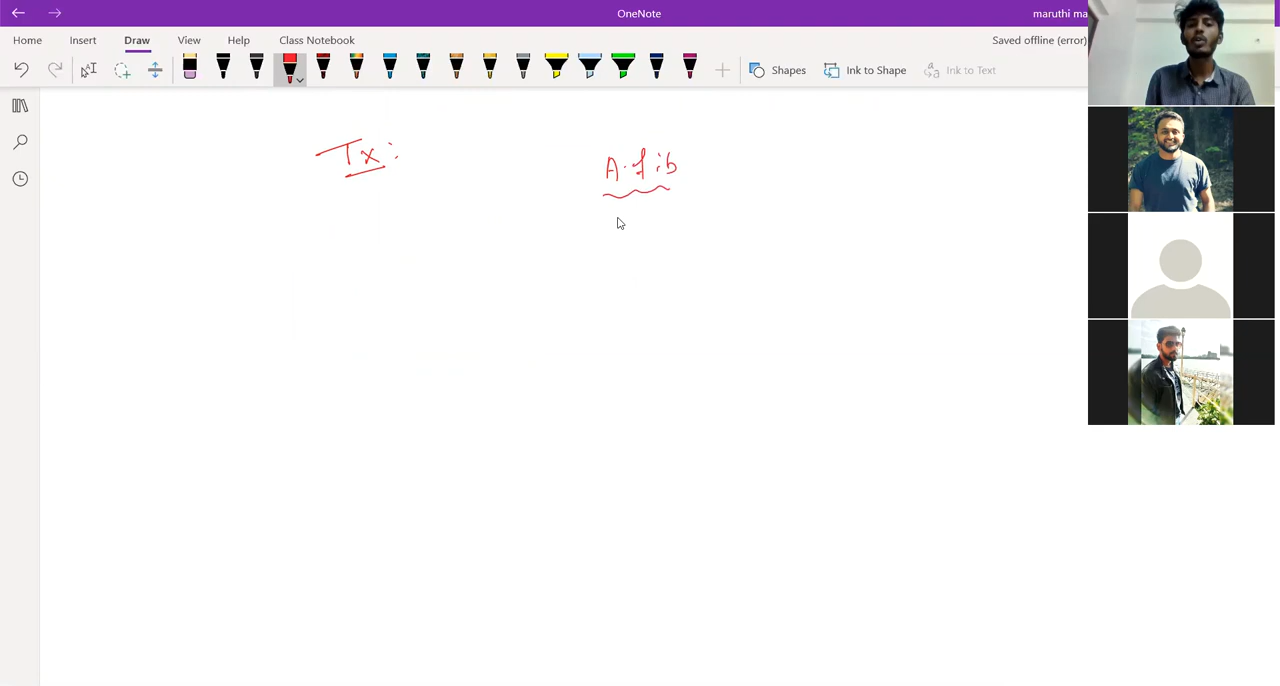 OneNote
maruthi ma
Home Insert Draw View Help Class Notebook
Saved offline (error)
A Shapes Ink to Shape a a Ink to Text
Tx:
A.fib